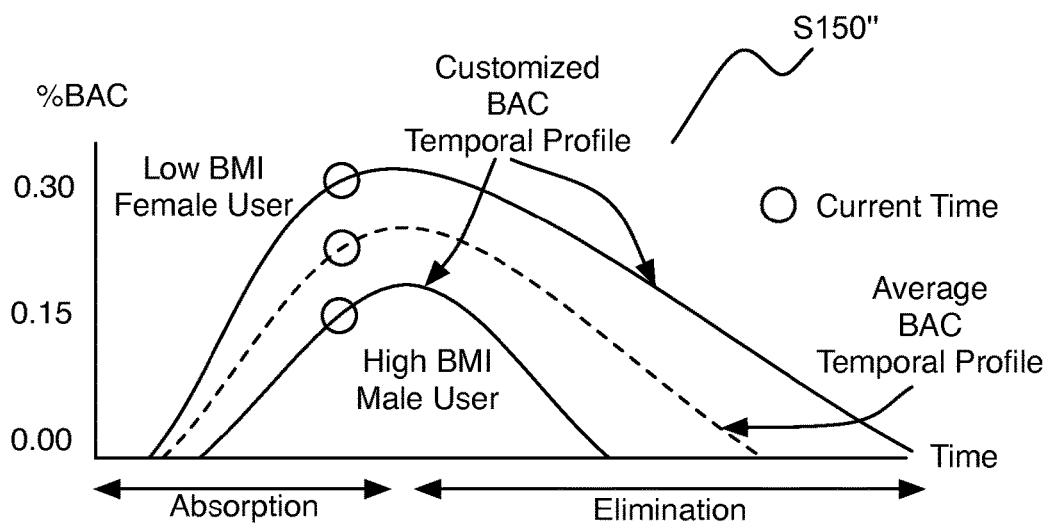 S150"
Customized
BAC
Temporal Profile
%BAC
Low BMI
Female User
0.30
Current Time
Average
BAC
Temporal Profile
0.15
High BMI
Male User
0.00
Time
Absorption
Elimination